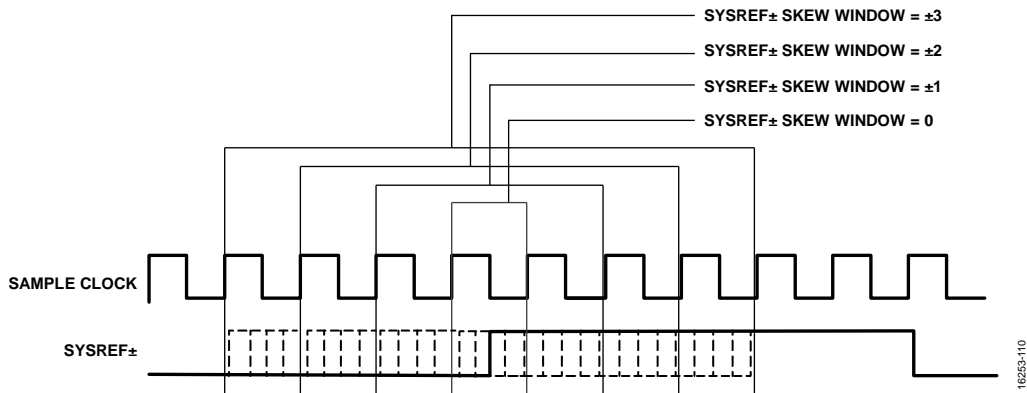 SYSREF± SKEW WINDOW = ±3
SYSREF± SKEW WINDOW = ±2
SYSREF± SKEW WINDOW = ±1
SYSREF± SKEW WINDOW = 0
SAMPLE CLOCK
SYSREF±
16253-110